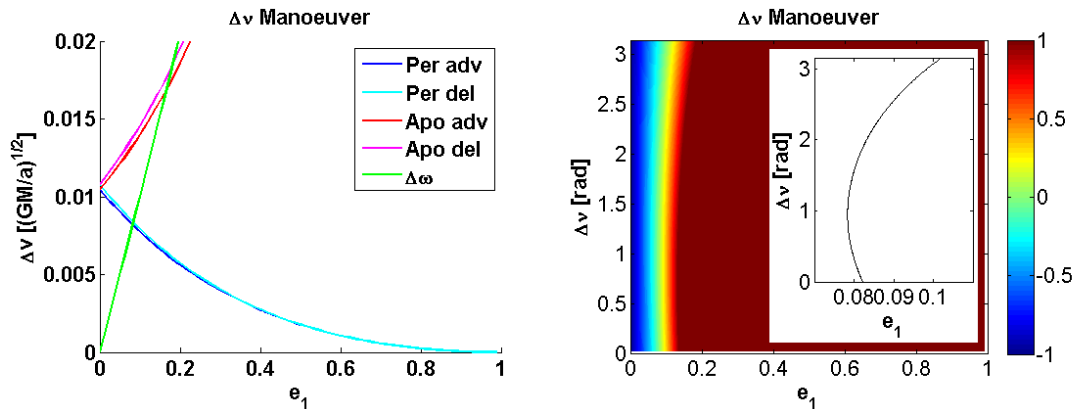 Δν Manoeuver
0.02
0.015
0.01
0.005
0
Δv [(GM/a)^1/2]
0 0.2 0.4 0.6 0.8 1
e_1
Per adv
Per del
Apo adv
Apo del
Δω
Δν Manoeuver
3
2.5
2
1.5
1
0.5
0
Δν [rad]
0 0.2 0.4 0.6 0.8 1
e_1
3
2
1
0
Δν [rad]
0.08 0.09 0.1
e_1
1
0.5
0
-0.5
-1